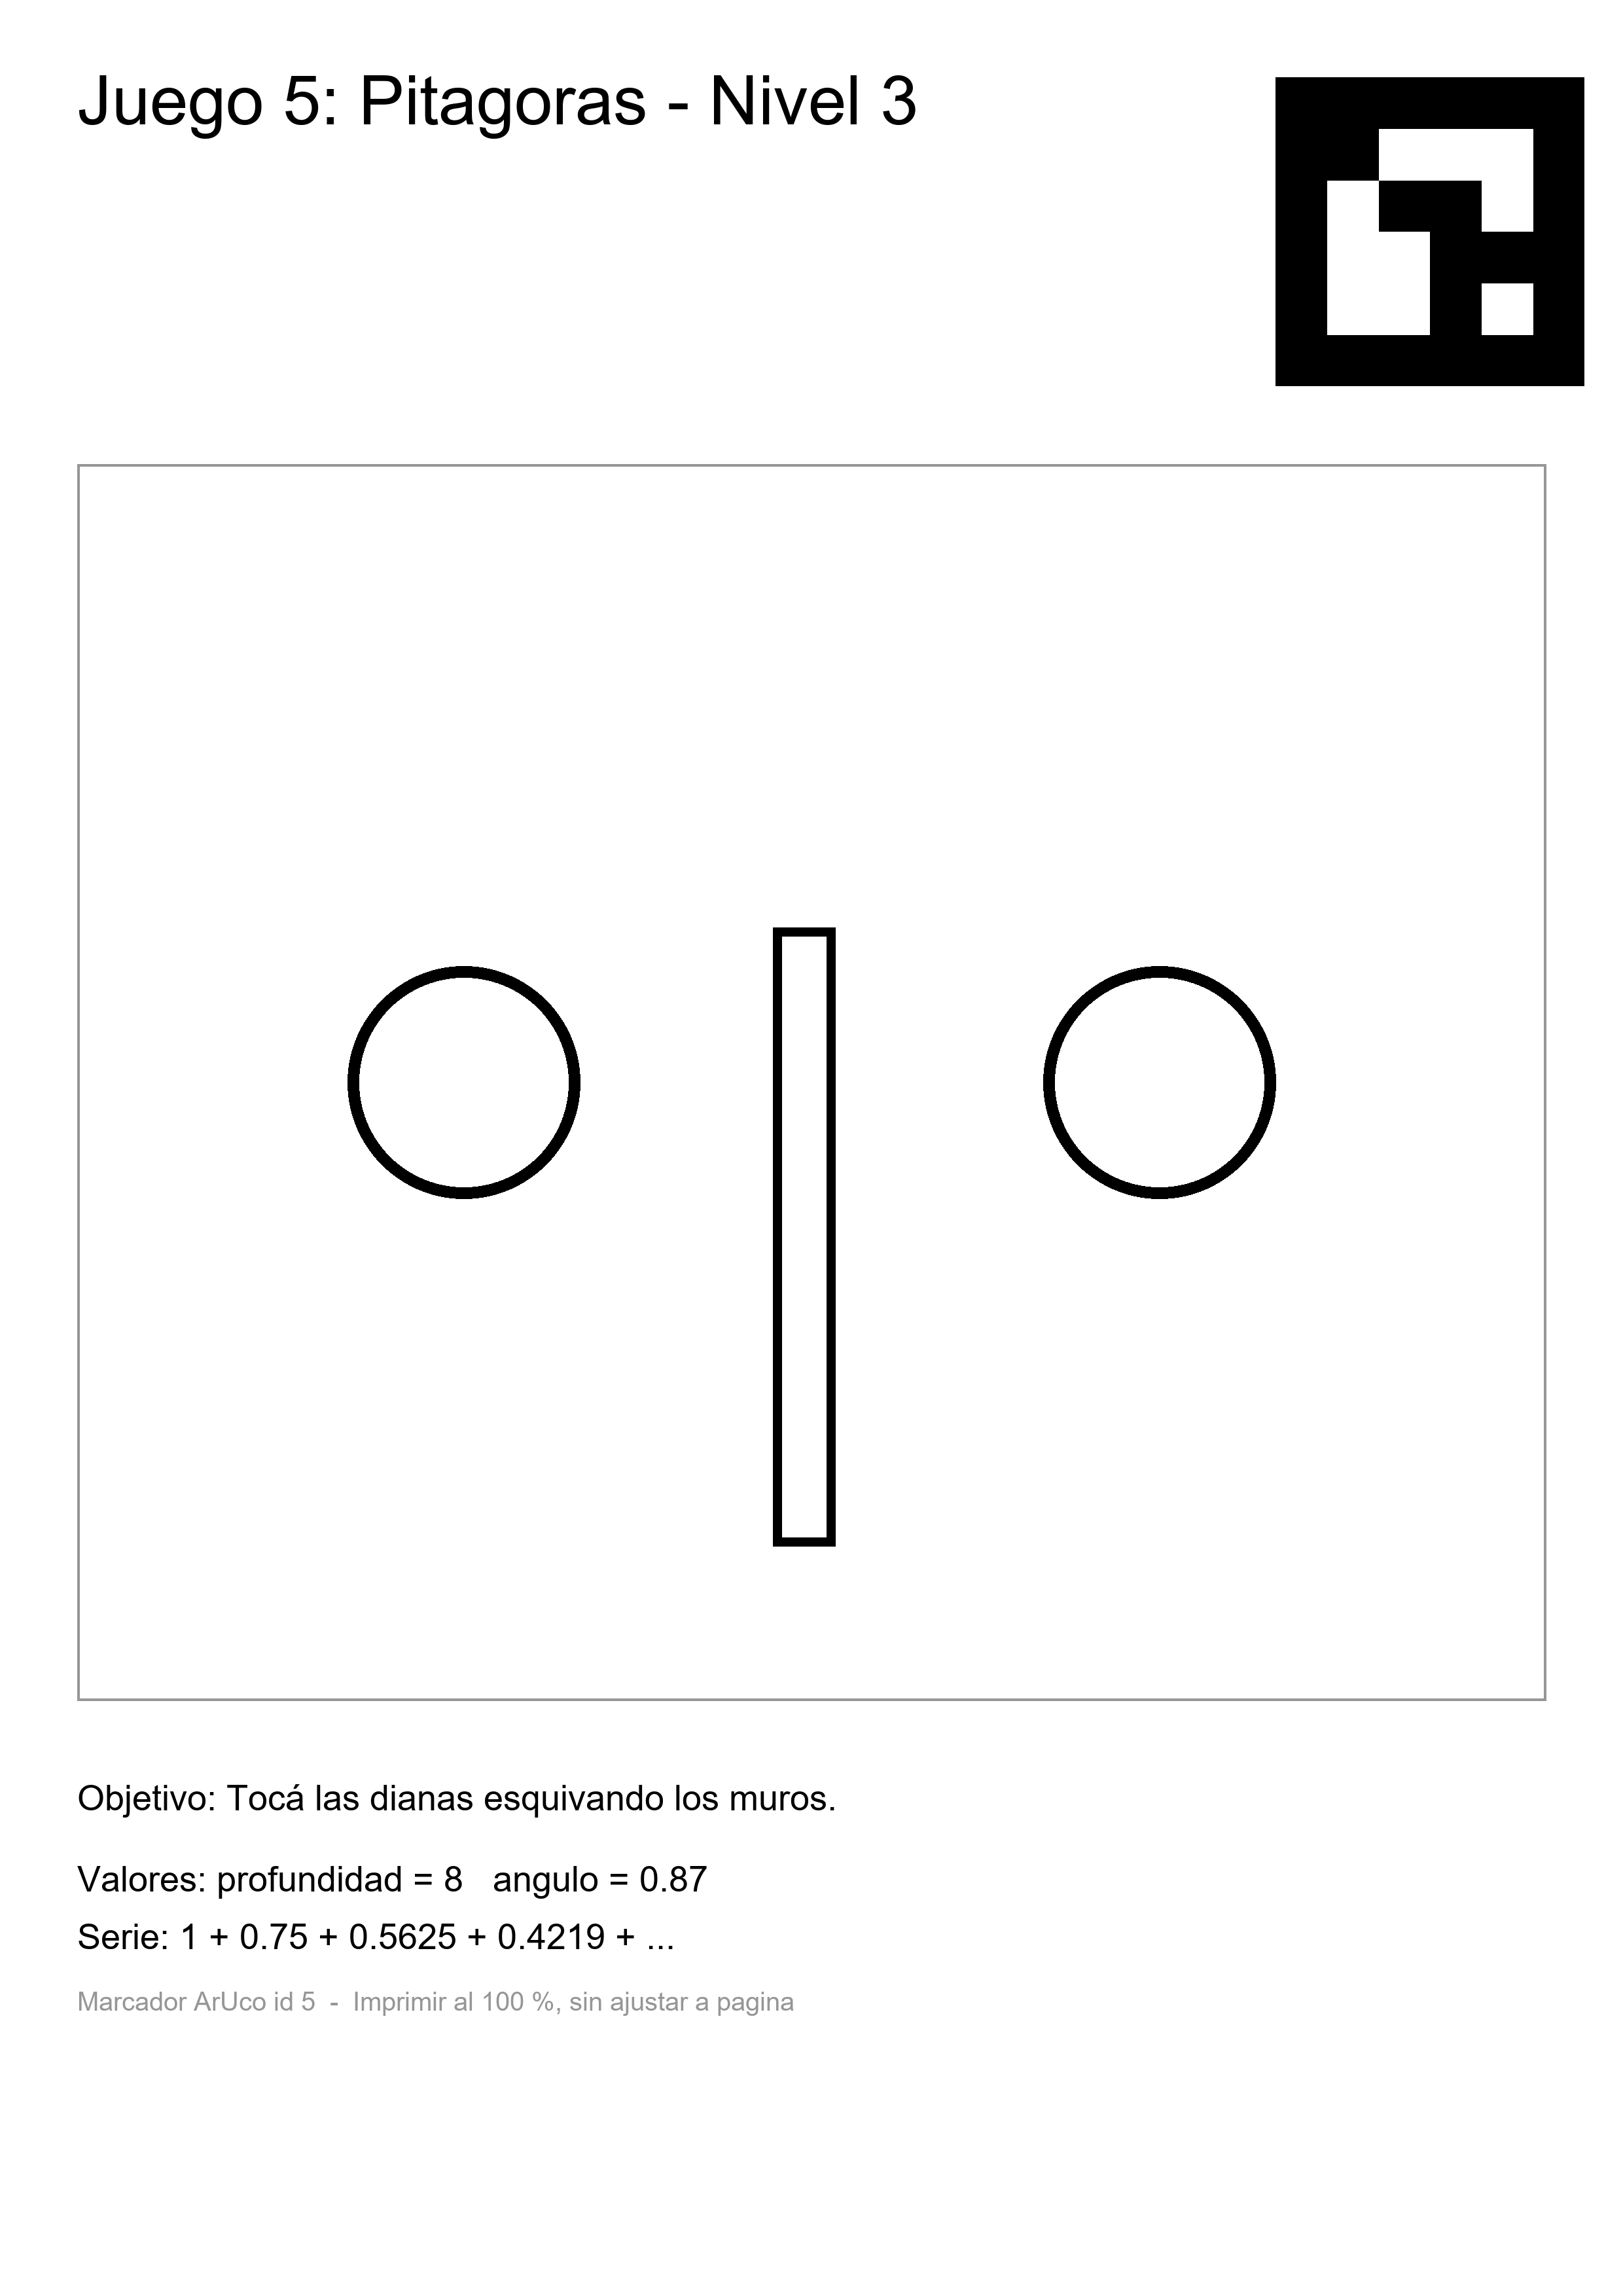 Juego 5: Pitagoras - Nivel 3
Objetivo: Tocá las dianas esquivando los muros.
Valores: profundidad = 8   angulo = 0.87
Serie: 1 + 0.75 + 0.5625 + 0.4219 + ...
Marcador ArUco id 5  -  Imprimir al 100 %, sin ajustar a pagina